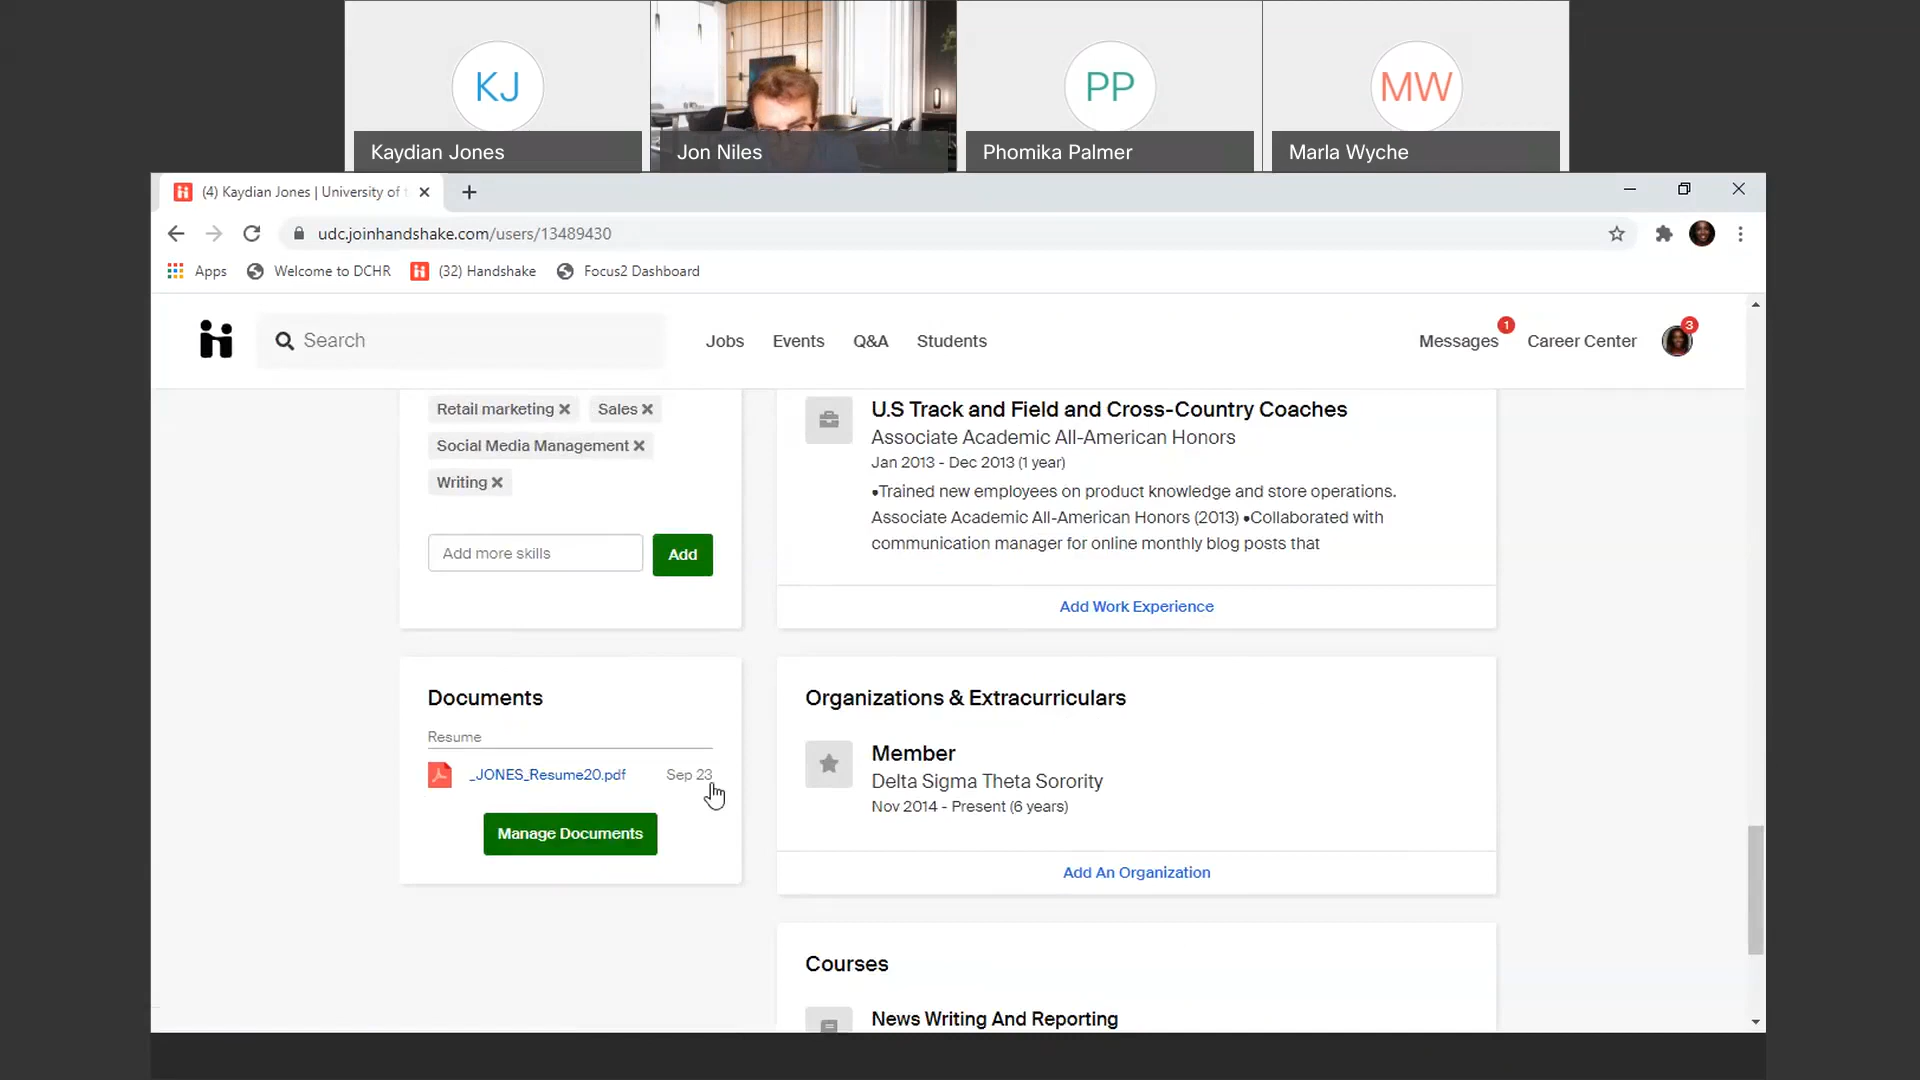 KJ
PP
MW
Kaydian Jones
Jon Niles
Phomika Palmer
Marla Wyche
(4) Kaydian Jones | University of t
udc.joinhandshake.com/users/13489430
Apps
Welcome to DCHR
(32) Handshake
Focus2 Dashboard
Search
Jobs
Events
Q&A
Students
Messages
1
Career Center
3
Retail marketing
Sales
Social Media Management
Writing
Add more skills
Add
U.S Track and Field and Cross-Country Coaches
Associate Academic All-American Honors
Jan 2013 - Dec 2013 (1 year)
•Trained new employees on product knowledge and store operations.
Associate Academic All-American Honors (2013) •Collaborated with
communication manager for online monthly blog posts that
Add Work Experience
Documents
Resume
_JONES_Resume20.pdf
Sep 23
Manage Documents
Organizations & Extracurriculars
Member
Delta Sigma Theta Sorority
Nov 2014 - Present (6 years)
Add An Organization
Courses
News Writing And Reporting